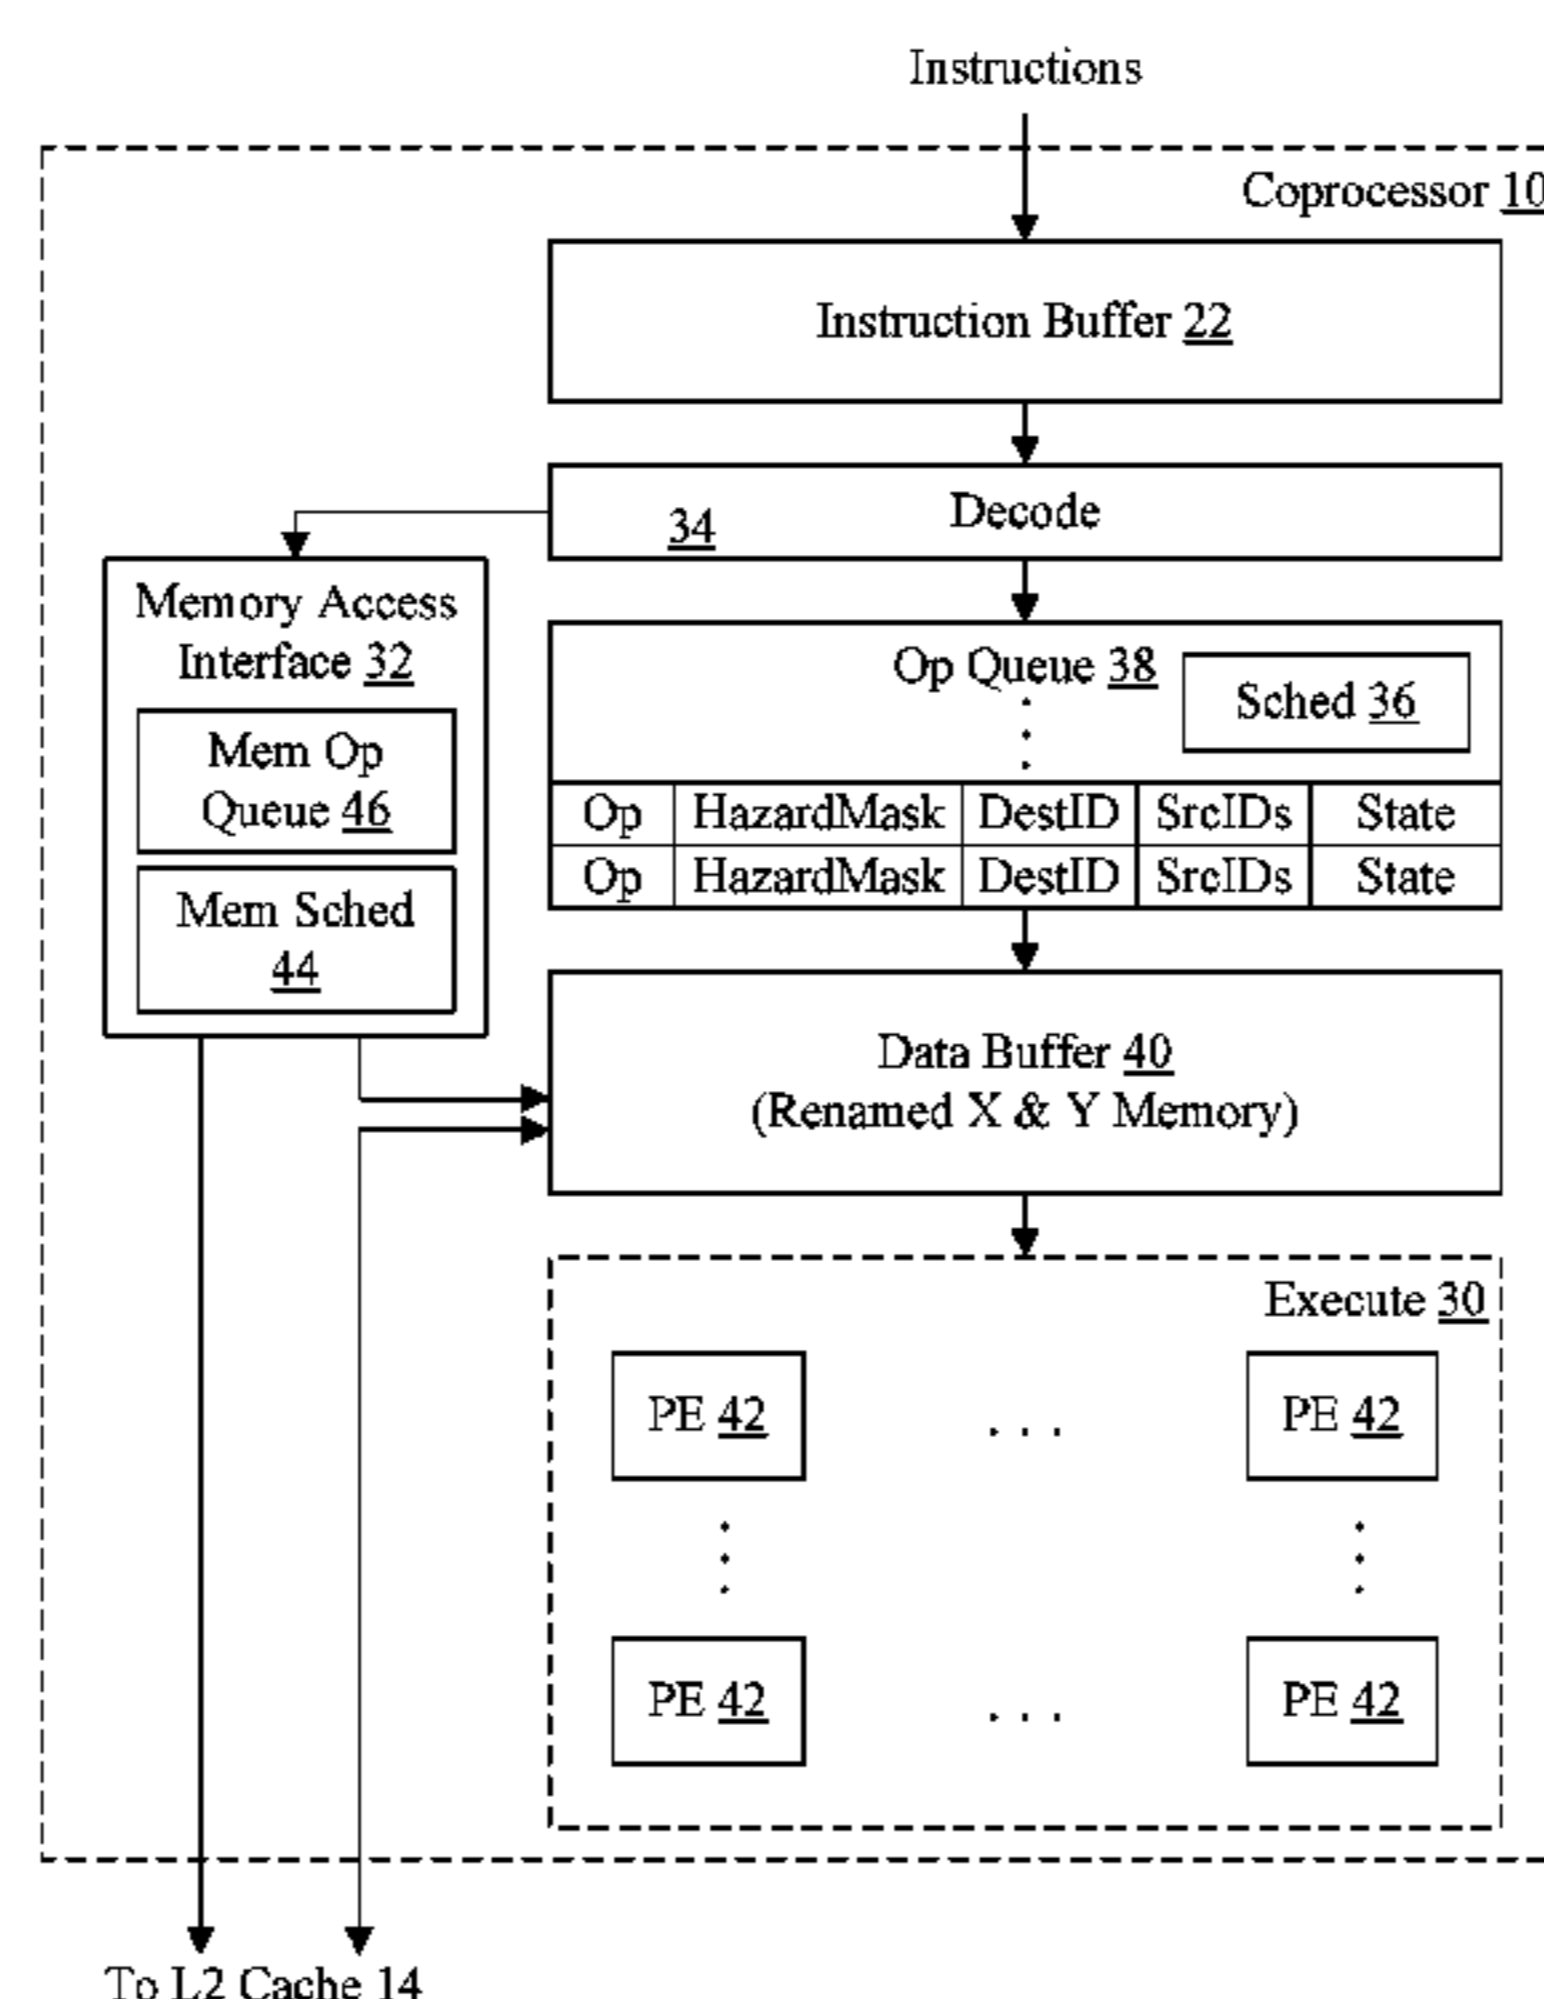 Instructions
Coprocessor 10
Instruction Buffer 22
34 Decode
Memory Access
Interface 32
Mem Op
Queue 46
Mem Sched
44
Op Queue 38
Sched 36
Op HazardMask DestID SrcIDs State
Op HazardMask DestID SrcIDs State
Data Buffer 40
(Renamed X & Y Memory)
Execute 30
PE 42 . . . PE 42
PE 42 . . . PE 42
To L2 Cache 14